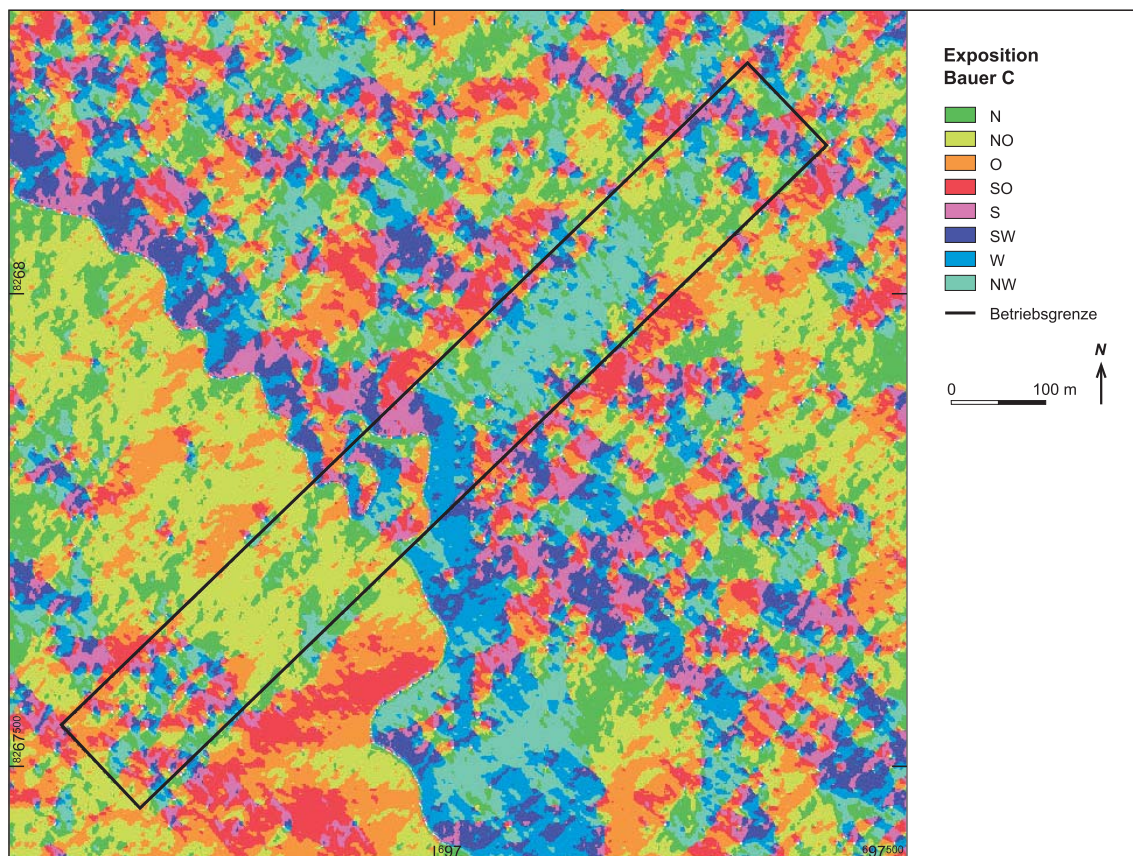 Exposition
Bauer C
N
NO
O
SO
S
SW
W
NW
Betriebsgrenze
N
0 100 m
8268
8267500
697
697500